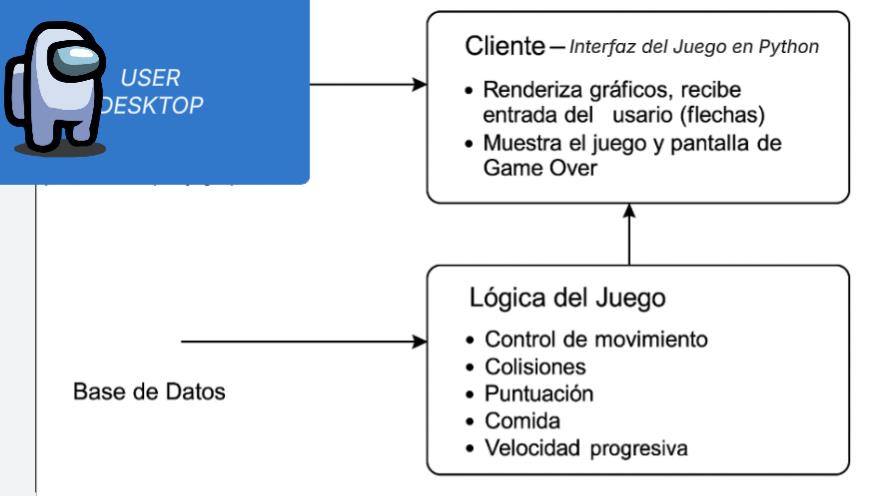 USER
DESKTOP
Cliente – Interfaz del Juego en Python
• Renderiza gráficos, recibe
entrada del usario (flechas)
• Muestra el juego y pantalla de
Game Over
Lógica del Juego
• Control de movimiento
• Colisiones
• Puntuación
• Comida
• Velocidad progresiva
Base de Datos